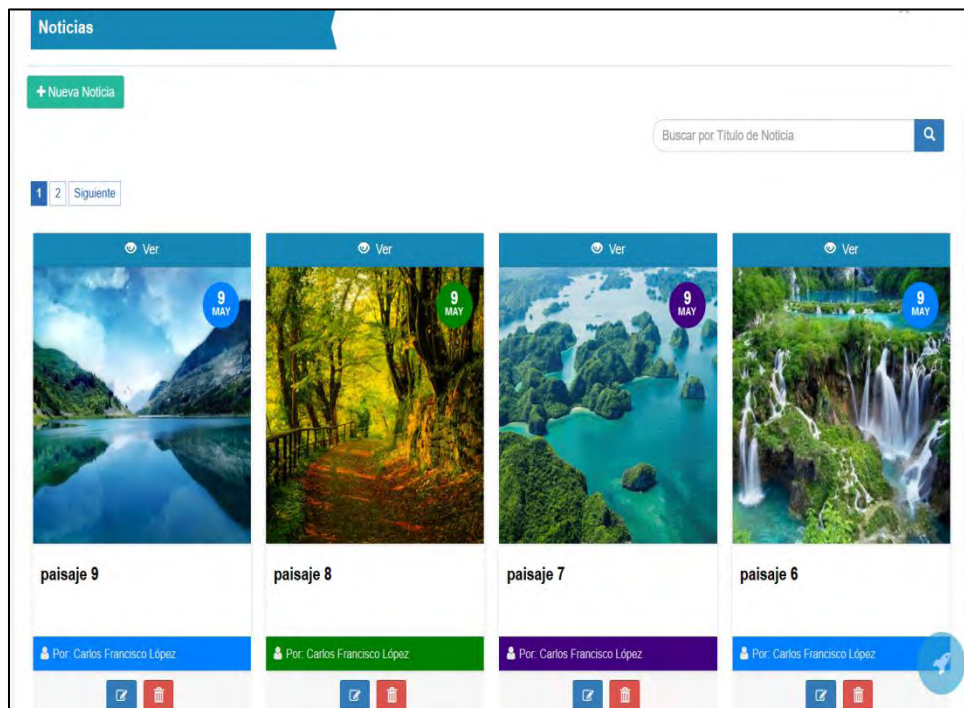 Noticias
+ Nueva Noticia
Buscar por Título de Noticia
1 2 Siguiente
Ver Ver Ver Ver
9 9 9 9
MAY MAY MAY MAY
paisaje 9 paisaje 8 paisaje 7 paisaje 6
Por: Carlos Francisco López Por: Carlos Francisco López Por: Carlos Francisco López Por: Carlos Francisco López